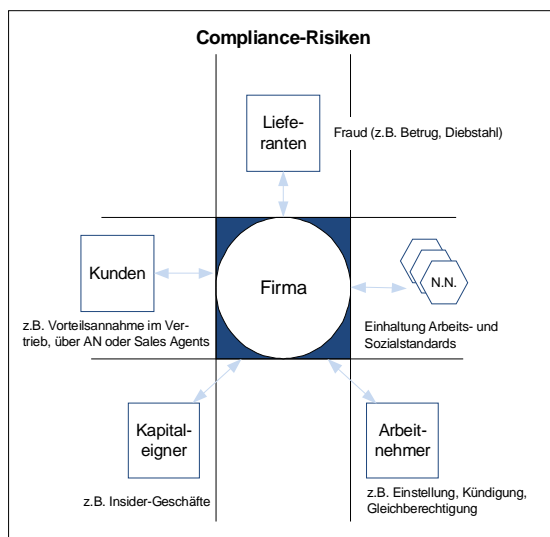 Compliance-Risiken
Liefe-
ranten
Fraud (z.B. Betrug, Diebstahl)
Kunden
Firma
N.N.
z.B. Vorteilsannahme im Ver-
trieb, über AN oder Sales Agents
Einhaltung Arbeits- und
Sozialstandards
Kapital-
eigner
Arbeit-
nehmer
z.B. Insider-Geschäfte
z.B. Einstellung, Kündigung,
Gleichberechtigung